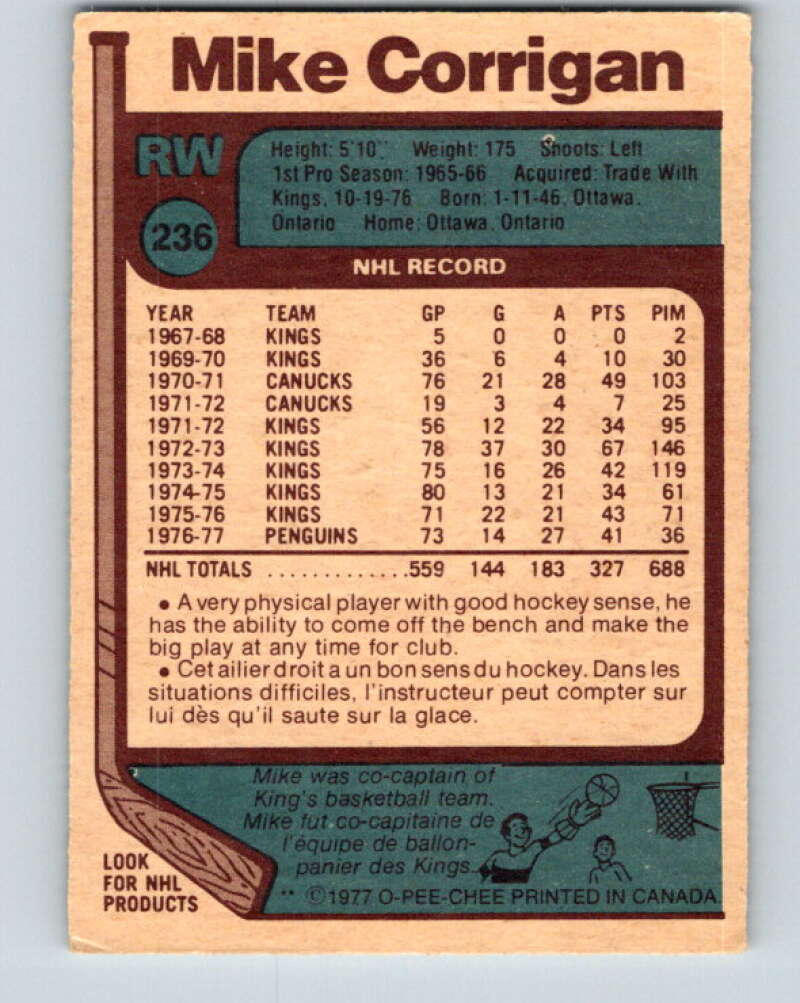 Mike Corrigan
RW
236
Height: 5'10" Weight: 175 Shoots: Left
1st Pro Season: 1965-66 Acquired: Trade With
Kings, 10-19-76 Born: 1-11-46, Ottawa,
Ontario Home: Ottawa, Ontario
NHL RECORD
YEAR TEAM GP G A PTS PIM
1967-68 KINGS 5 0 0 0 2
1969-70 KINGS 36 6 4 10 30
1970-71 CANUCKS 76 21 28 49 103
1971-72 CANUCKS 19 3 4 7 25
1971-72 KINGS 56 12 22 34 95
1972-73 KINGS 78 37 30 67 146
1973-74 KINGS 75 16 26 42 119
1974-75 KINGS 80 13 21 34 61
1975-76 KINGS 71 22 21 43 71
1976-77 PENGUINS 73 14 27 41 36
NHL TOTALS .............559 144 183 327 688
• A very physical player with good hockey sense, he
has the ability to come off the bench and make the
big play at any time for club.
• Cet ailier droit a un bon sens du hockey. Dans les
situations difficiles, l'instructeur peut compter sur
lui dès qu'il saute sur la glace.
Mike was co-captain of
King's basketball team.
Mike fut co-capitaine de
l'équipe de ballon-
panier des Kings.
LOOK
FOR NHL
PRODUCTS
** ©1977 O-PEE-CHEE PRINTED IN CANADA